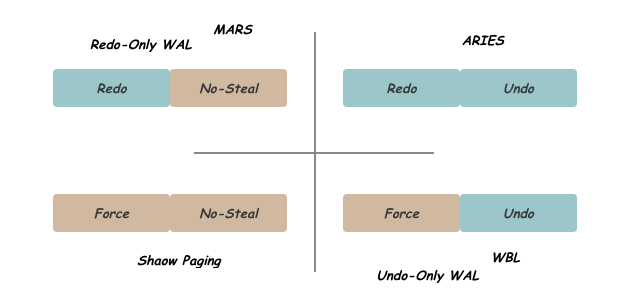 MARS
Redo-Only WAL
ARIES
Redo No-Steal
Redo Undo
Force No-Steal
Force Undo
Shaow Paging
WBL
Undo-Only WAL